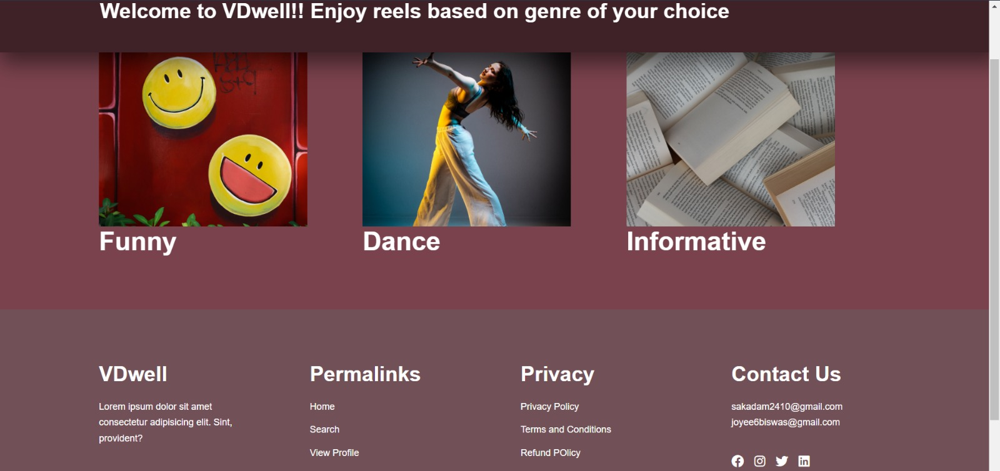 Welcome to VDwell!! Enjoy reels based on genre of your choice
Funny
Dance
Informative
VDwell
Lorem ipsum dolor sit amet
consectetur adipisicing elit. Sint,
provident?
Permalinks
Home
Search
View Profile
Privacy
Privacy Policy
Terms and Conditions
Refund POlicy
Contact Us
sakadam2410@gmail.com
joyee6biswas@gmail.com